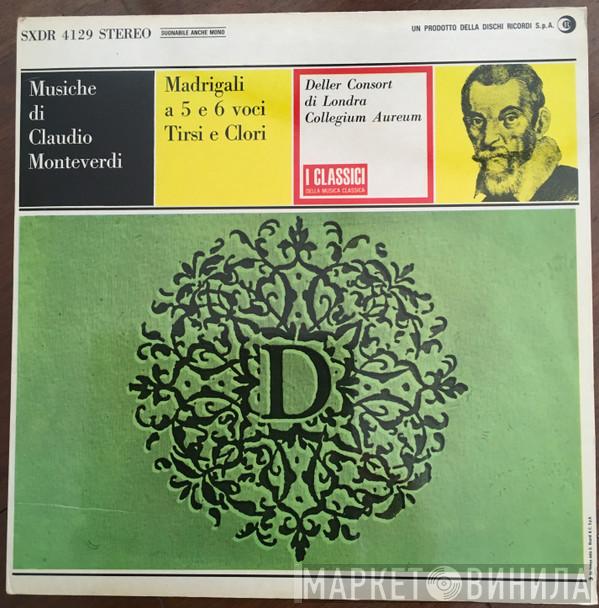 SXDR 4129 STEREO
SUONABILE ANCHE MONO
UN PRODOTTO DELLA DISCHI RICORDI S.p.A.
R
Musiche
di
Claudio
Monteverdi
Madrigali
a 5 e 6 voci
Tirsi e Clori
Deller Consort
di Londra
Collegium Aureum
I CLASSICI
DELLA MUSICA CLASSICA
D
МАРКЕТ ВИНИЛА